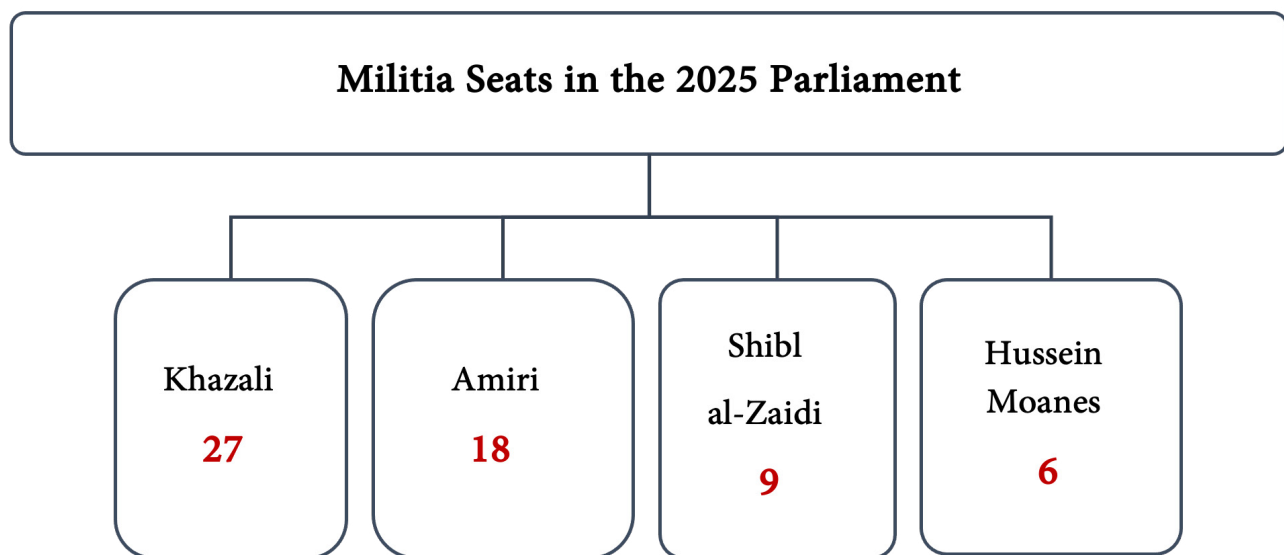 Militia Seats in the 2025 Parliament
Khazali
27
Amiri
18
Shibl
al-Zaidi
9
Hussein
Moanes
6